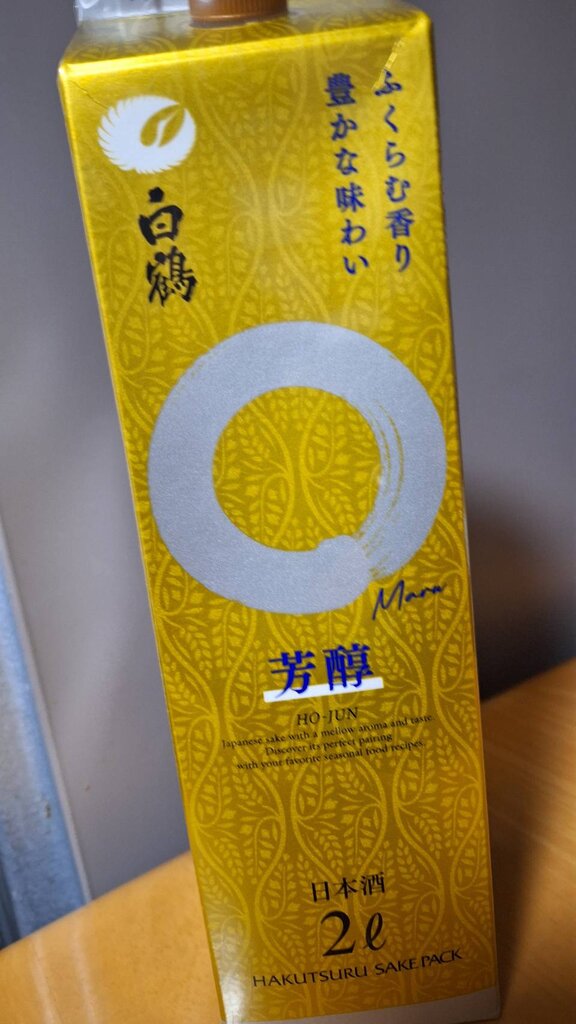 白鶴
ふくらむ香り
豊かな味わい
Maru
芳醇
HO-JUN
Japanese sake with a mellow aroma and taste.
Discover its perfect pairing
with your favorite seasonal food recipes.
日本酒
2ℓ
HAKUTSURU SAKE PACK